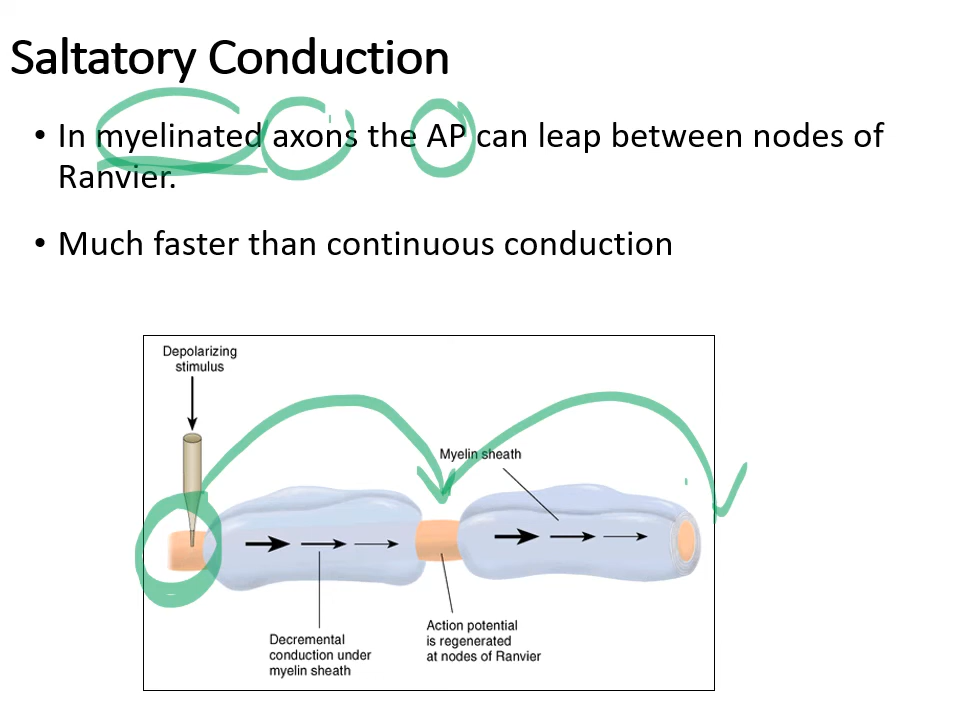 Saltatory Conduction
• In myelinated axons the AP can leap between nodes of
Ranvier.
• Much faster than continuous conduction
Depolarizing
stimulus
Myelin sheath
Decremental
conduction under
myelin sheath
Action potential
is regenerated
at nodes of Ranvier